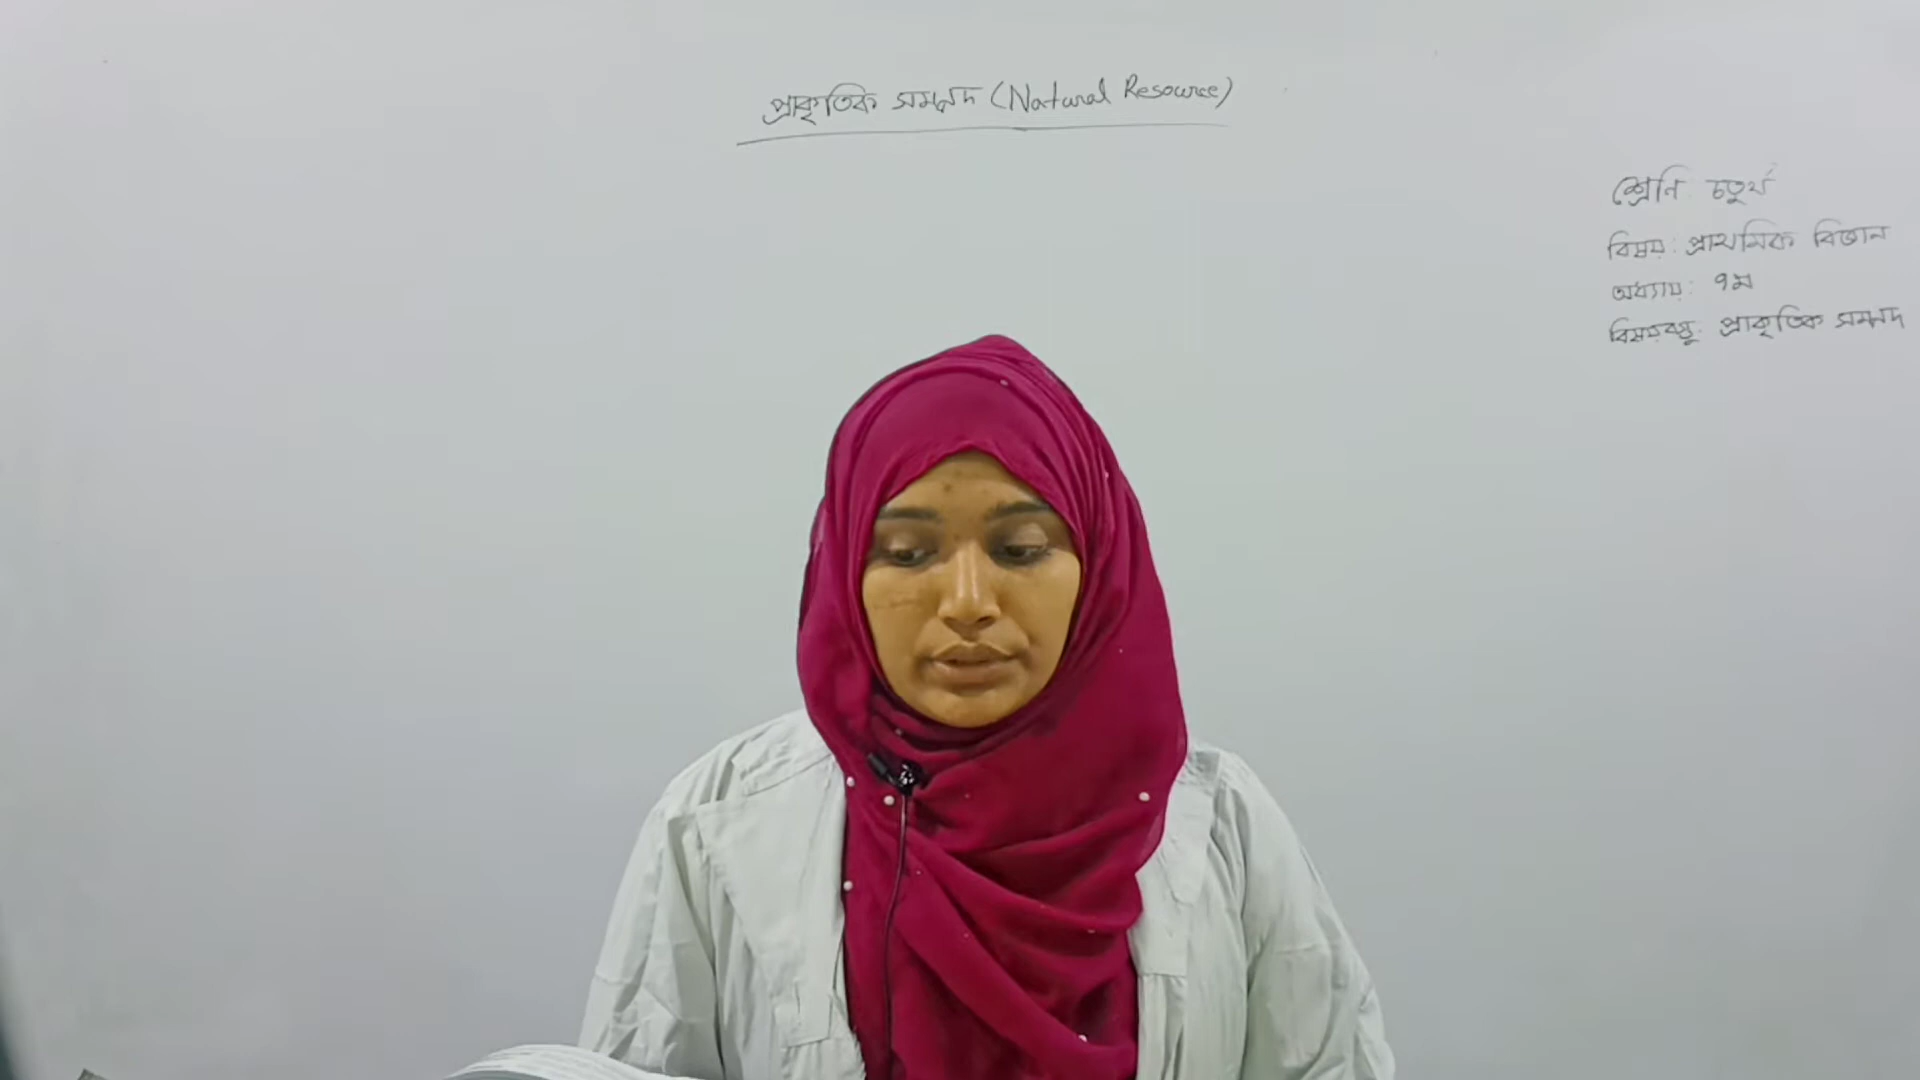 প্রাকৃতিক সম্পদ (Natural Resource)
শ্রেণি: চতুর্থ
বিষয়: প্রাথমিক বিজ্ঞান
অধ্যায়: ৭ম
বিষয়বস্তু: প্রাকৃতিক সম্পদ